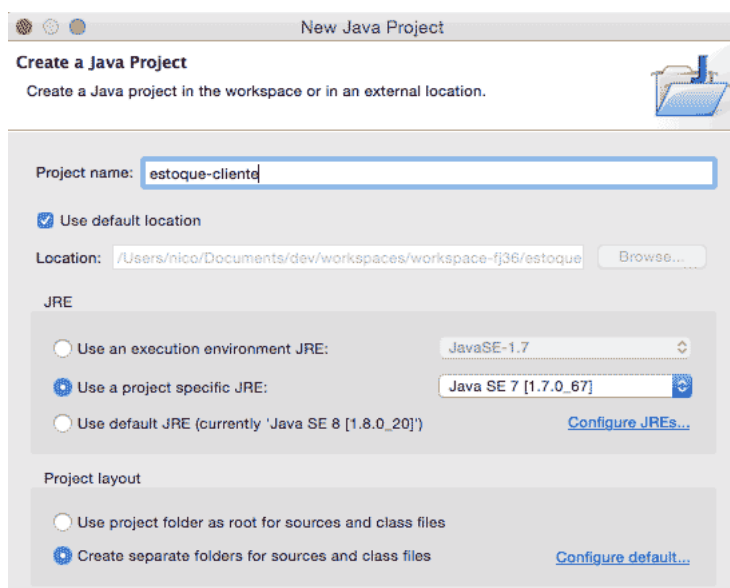 New Java Project
Create a Java Project
Create a Java project in the workspace or in an external location.
Project name: estoque-cliente
Use default location
Location: /Users/nico/Documents/dev/workspaces/workspace-fj36/estoque Browse...
JRE
Use an execution environment JRE: JavaSE-1.7
Use a project specific JRE: Java SE 7 [1.7.0_67]
Use default JRE (currently 'Java SE 8 [1.8.0_20]') Configure JREs...
Project layout
Use project folder as root for sources and class files
Create separate folders for sources and class files Configure default...